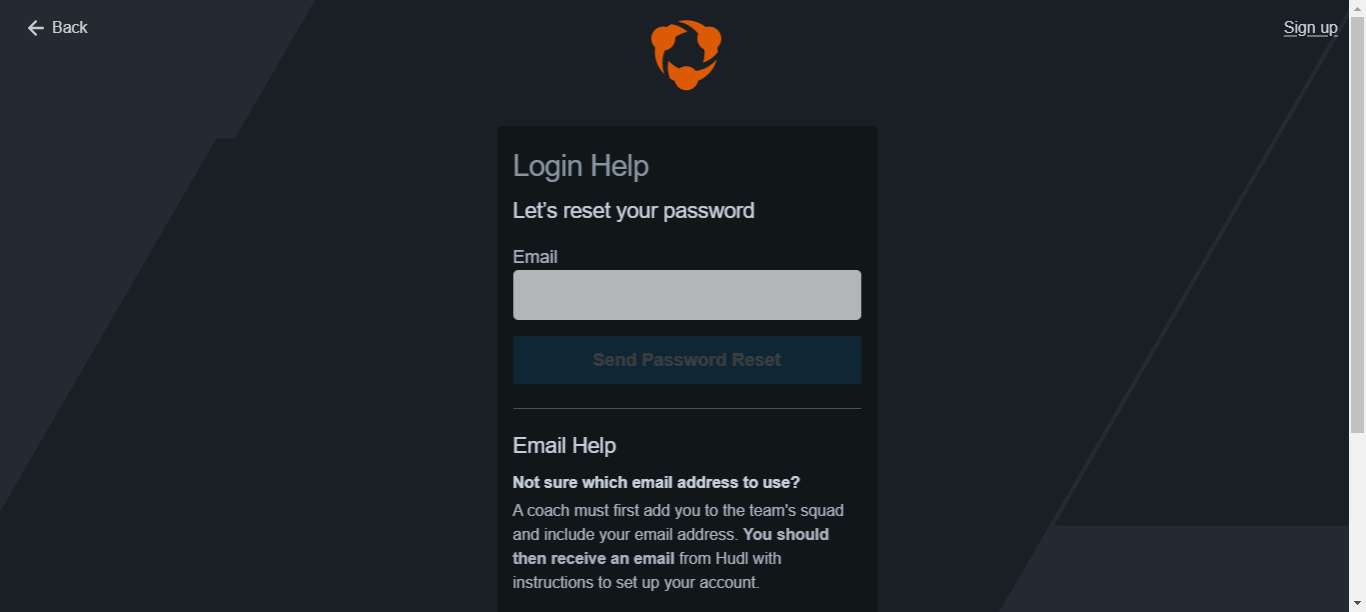 Back
Sign up
Login Help
Let's reset your password
Email
Send Password Reset
Email Help
Not sure which email address to use?
A coach must first add you to the team's squad
and include your email address. You should
then receive an email from Hudl with
instructions to set up your account.